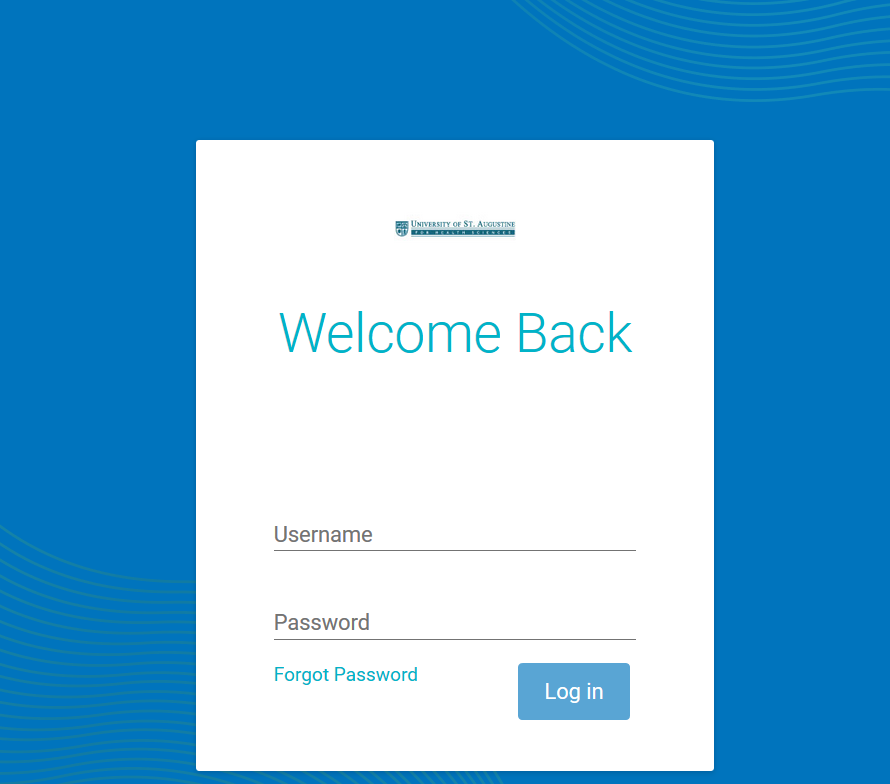 UNIVERSITY OF ST. AUGUSTINE
FOR HEALTH SCIENCES
Welcome Back
Username
Password
Forgot Password
Log in